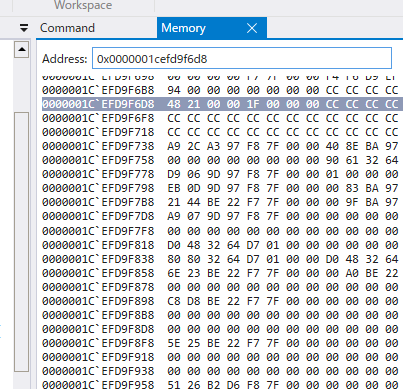 Workspace
Command Memory
Address: 0x0000001cefd9f6d8
0000001C`EFD9F698 00 00 00 00 F7 7F 00 00 F4 F6 D9 EF
0000001C`EFD9F6B8 94 00 00 00 00 00 00 00 CC CC CC CC
0000001C`EFD9F6D8 48 21 00 00 1F 00 00 00 CC CC CC CC
0000001C`EFD9F6F8 CC CC CC CC CC CC CC CC CC CC CC CC
0000001C`EFD9F718 CC CC CC CC CC CC CC CC CC CC CC CC
0000001C`EFD9F738 A9 2C A3 97 F8 7F 00 00 40 8E BA 97
0000001C`EFD9F758 00 00 00 00 00 00 00 00 90 61 32 64
0000001C`EFD9F778 D9 06 9D 97 F8 7F 00 00 01 00 00 00
0000001C`EFD9F798 EB 0D 9D 97 F8 7F 00 00 00 83 BA 97
0000001C`EFD9F7B8 21 44 BE 22 F7 7F 00 00 00 9F BA 97
0000001C`EFD9F7D8 A9 07 9D 97 F8 7F 00 00 00 00 00 00
0000001C`EFD9F7F8 00 00 00 00 00 00 00 00 00 00 00 00
0000001C`EFD9F818 D0 48 32 64 D7 01 00 00 00 00 00 00
0000001C`EFD9F838 80 80 32 64 D7 01 00 00 D0 48 32 64
0000001C`EFD9F858 6E 23 BE 22 F7 7F 00 00 00 A0 BE 22
0000001C`EFD9F878 00 00 00 00 00 00 00 00 00 00 00 00
0000001C`EFD9F898 C8 D8 BE 22 F7 7F 00 00 00 00 00 00
0000001C`EFD9F8B8 00 00 00 00 00 00 00 00 00 00 00 00
0000001C`EFD9F8D8 00 00 00 00 00 00 00 00 00 00 00 00
0000001C`EFD9F8F8 5E 25 BE 22 F7 7F 00 00 00 00 00 00
0000001C`EFD9F918 00 00 00 00 00 00 00 00 00 00 00 00
0000001C`EFD9F938 00 00 00 00 00 00 00 00 00 00 00 00
0000001C`EFD9F958 51 26 B2 D6 F8 7F 00 00 00 00 00 00